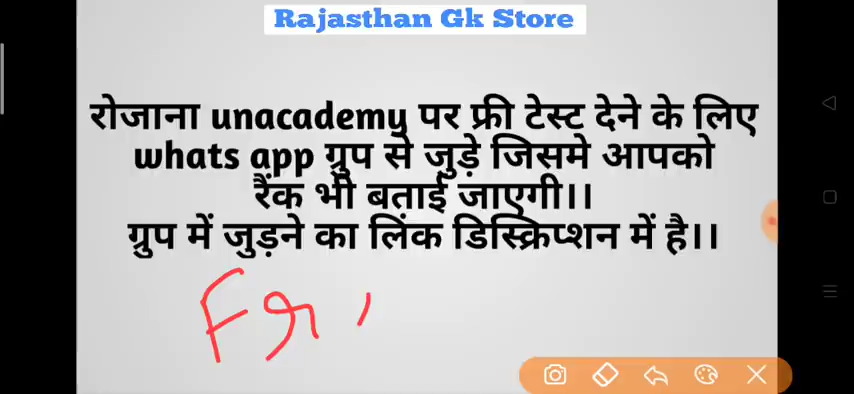 Rajasthan Gk Store
रोजाना unacademy पर फ्री टेस्ट देने के लिए
whats app ग्रुप से जुड़े जिसमे आपको
रैंक भी बताई जाएगी।।
ग्रुप में जुड़ने का लिंक डिस्क्रिप्शन में है।।